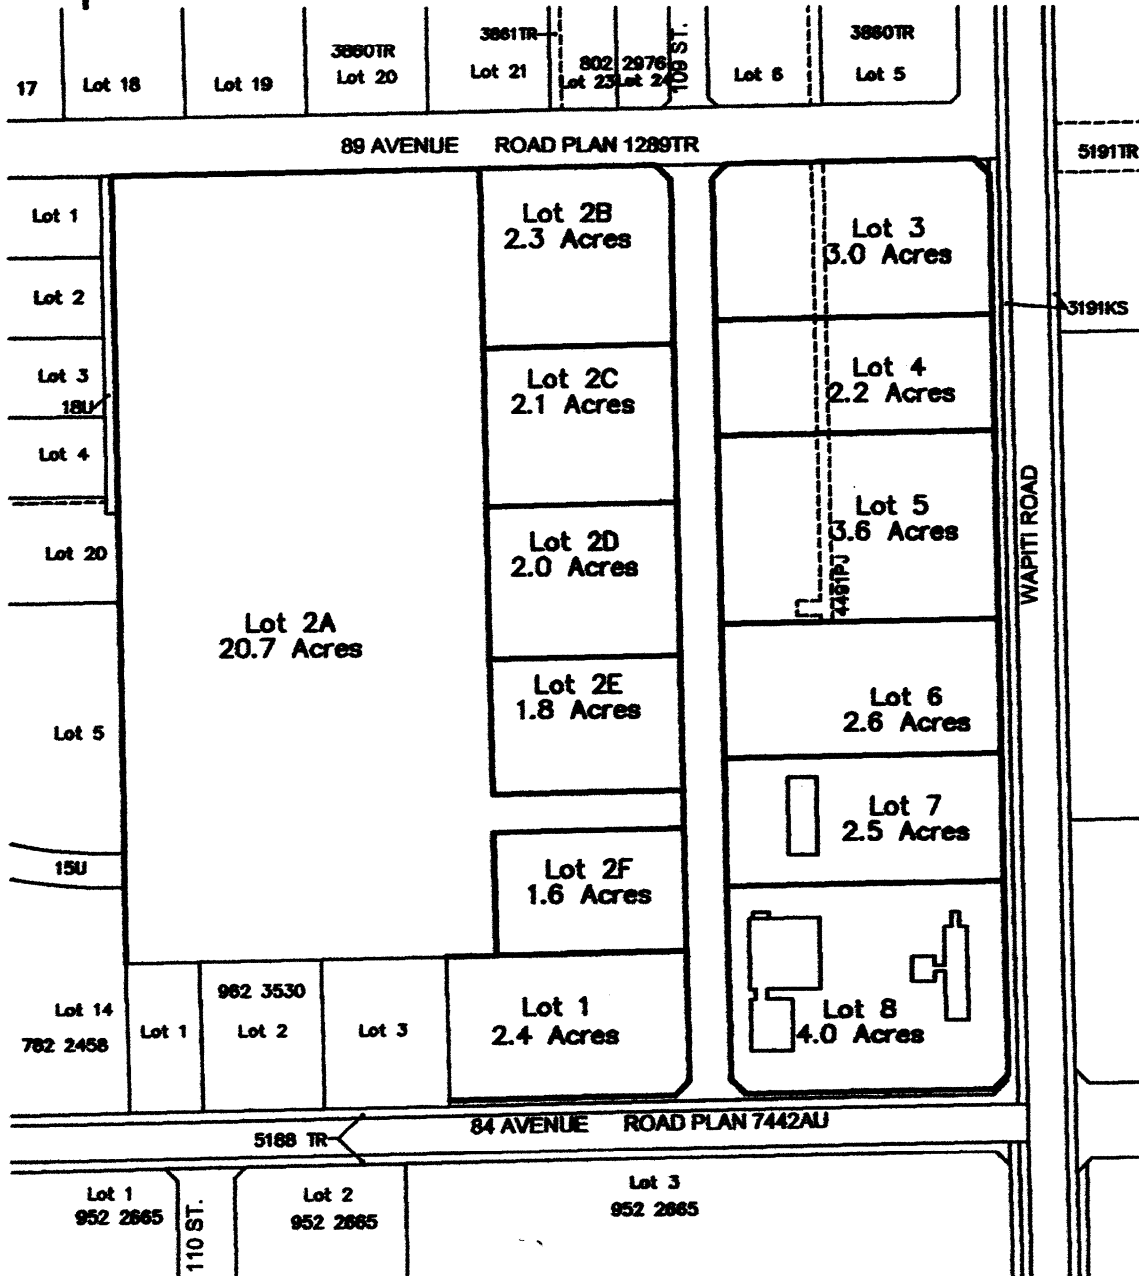 3860TR
3861TR
3860TR
17
Lot 18
Lot 19
Lot 20
Lot 21
802
Lot 23
2976
Lot 24
109 ST.
Lot 6
Lot 5
89 AVENUE ROAD PLAN 1289TR
5191TR
Lot 1
Lot 2
Lot 3
18U
Lot 4
Lot 20
Lot 5
15U
Lot 14
782 2458
Lot 2A
20.7 Acres
Lot 2B
2.3 Acres
Lot 2C
2.1 Acres
Lot 2D
2.0 Acres
Lot 2E
1.8 Acres
Lot 2F
1.6 Acres
Lot 1
2.4 Acres
Lot 3
3.0 Acres
Lot 4
2.2 Acres
Lot 5
3.6 Acres
4491PJ
Lot 6
2.6 Acres
Lot 7
2.5 Acres
Lot 8
4.0 Acres
3191KS
WAPITI ROAD
Lot 1
982 3530
Lot 2
Lot 3
84 AVENUE ROAD PLAN 7442AU
5188 TR
Lot 1
952 2665
110 ST.
Lot 2
952 2665
Lot 3
952 2665